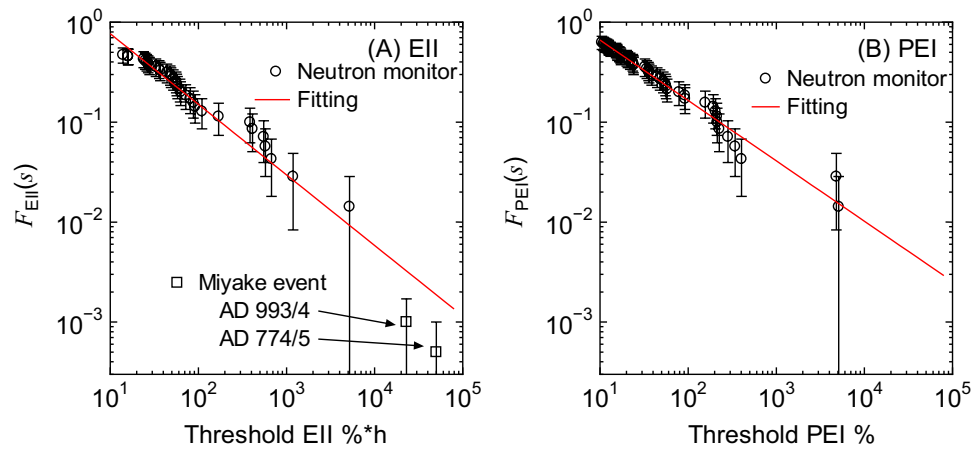 (A) EII
Neutron monitor
Fitting
Miyake event
AD 993/4
AD 774/5
10⁰
10⁻¹
10⁻²
10⁻³
10¹ 10² 10³ 10⁴ 10⁵
F_EII(s)
Threshold EII %*h
(B) PEI
Neutron monitor
Fitting
10⁰
10⁻¹
10⁻²
10⁻³
10¹ 10² 10³ 10⁴ 10⁵
F_PEI(s)
Threshold PEI %